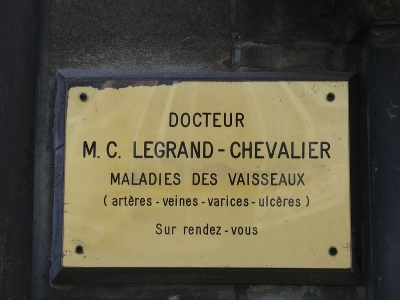 DOCTEUR
M. C. LEGRAND - CHEVALIER
MALADIES DES VAISSEAUX
( artères - veines - varices - ulcères )
Sur rendez - vous